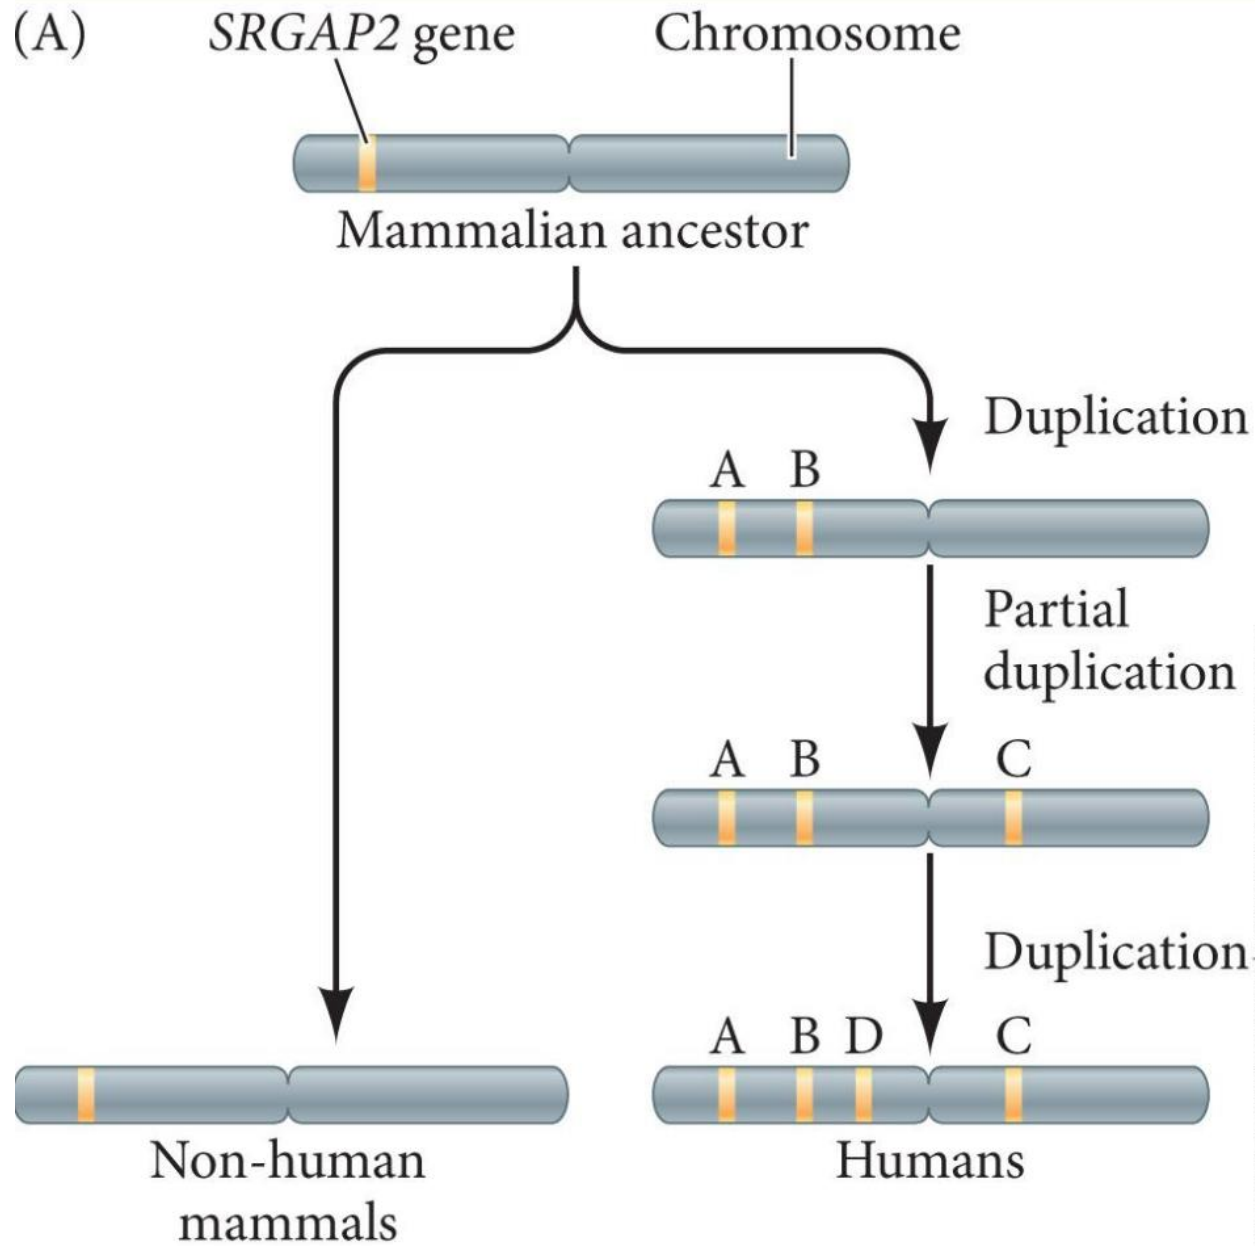 (A)
SRGAP2 gene
Chromosome
Mammalian ancestor
Duplication
A B
Partial
duplication
A B C
Duplication
A B D C
Non-human
mammals
Humans